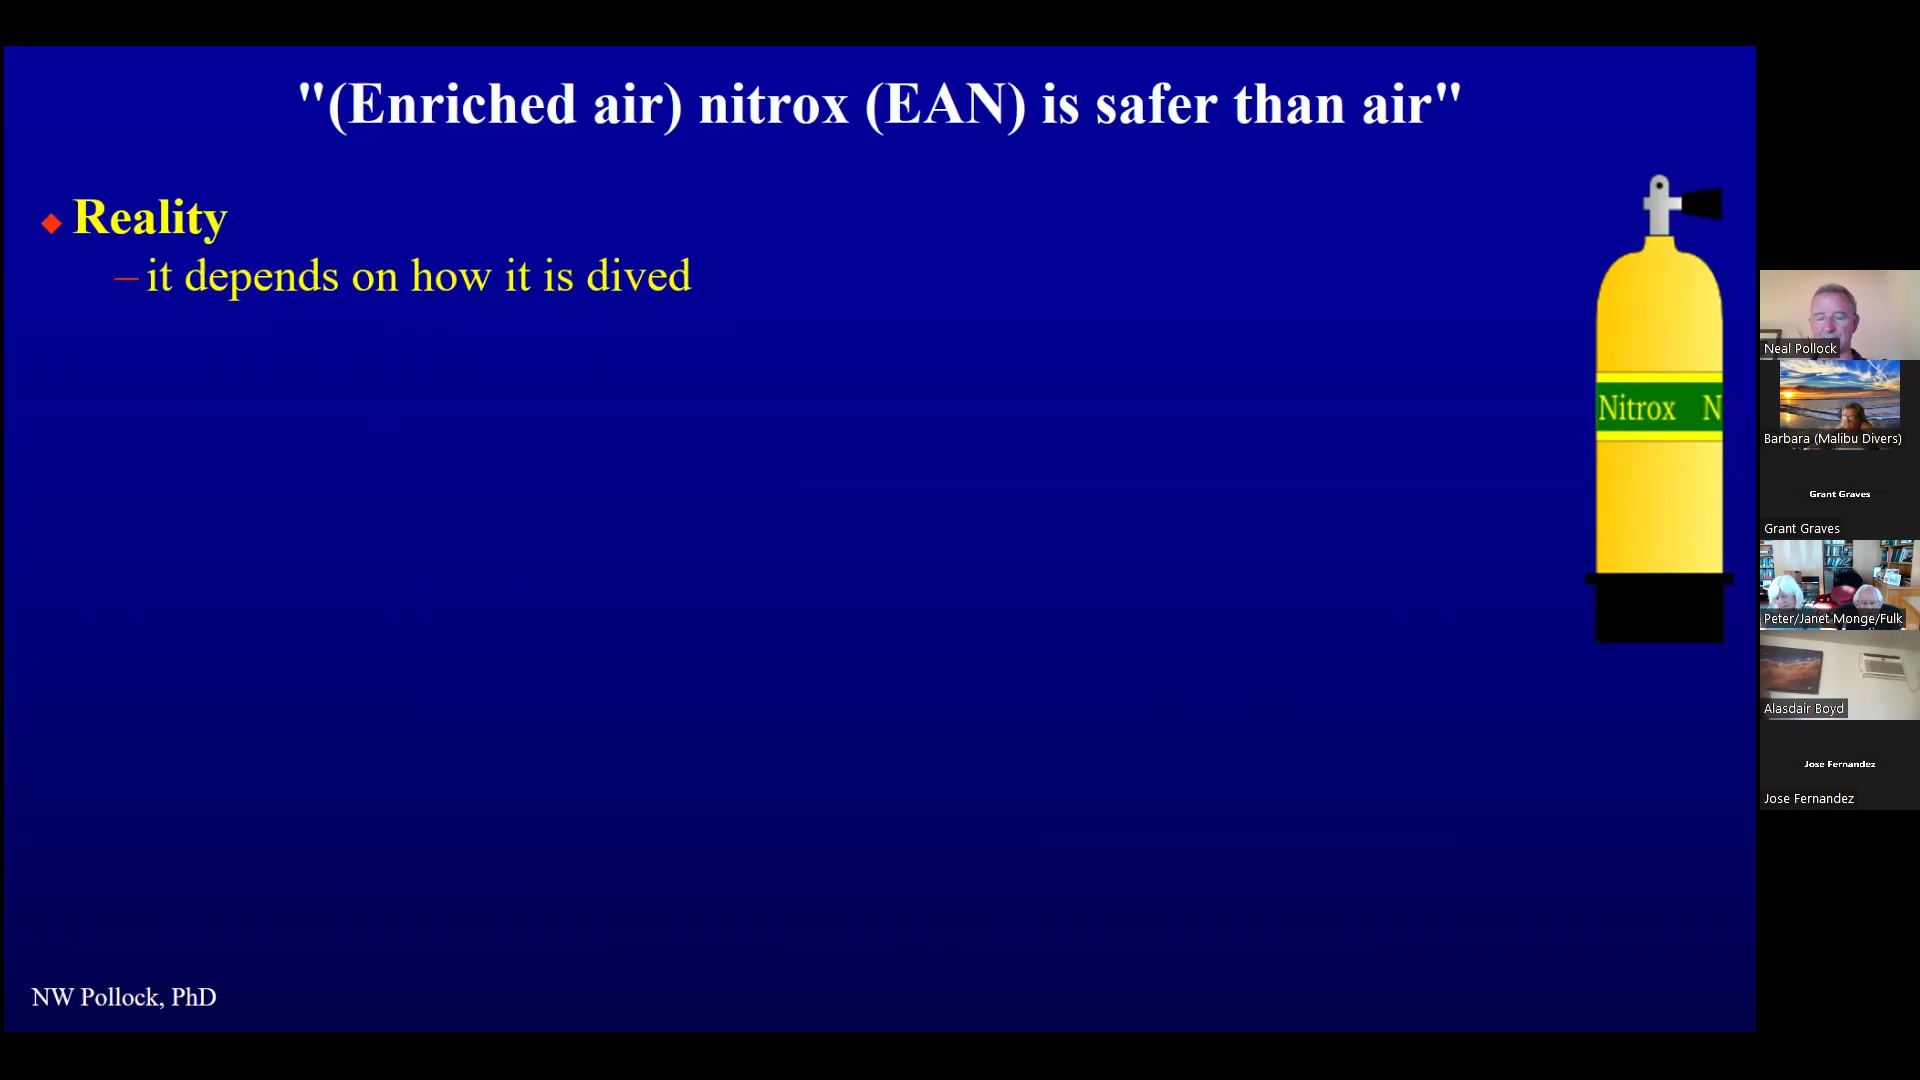 "(Enriched air) nitrox (EAN) is safer than air"
Reality
– it depends on how it is dived
Nitrox N
NW Pollock, PhD
Neal Pollock
Barbara (Malibu Divers)
Grant Graves
Grant Graves
Peter/Janet Monge/Fulk
Alasdair Boyd
Jose Fernandez
Jose Fernandez